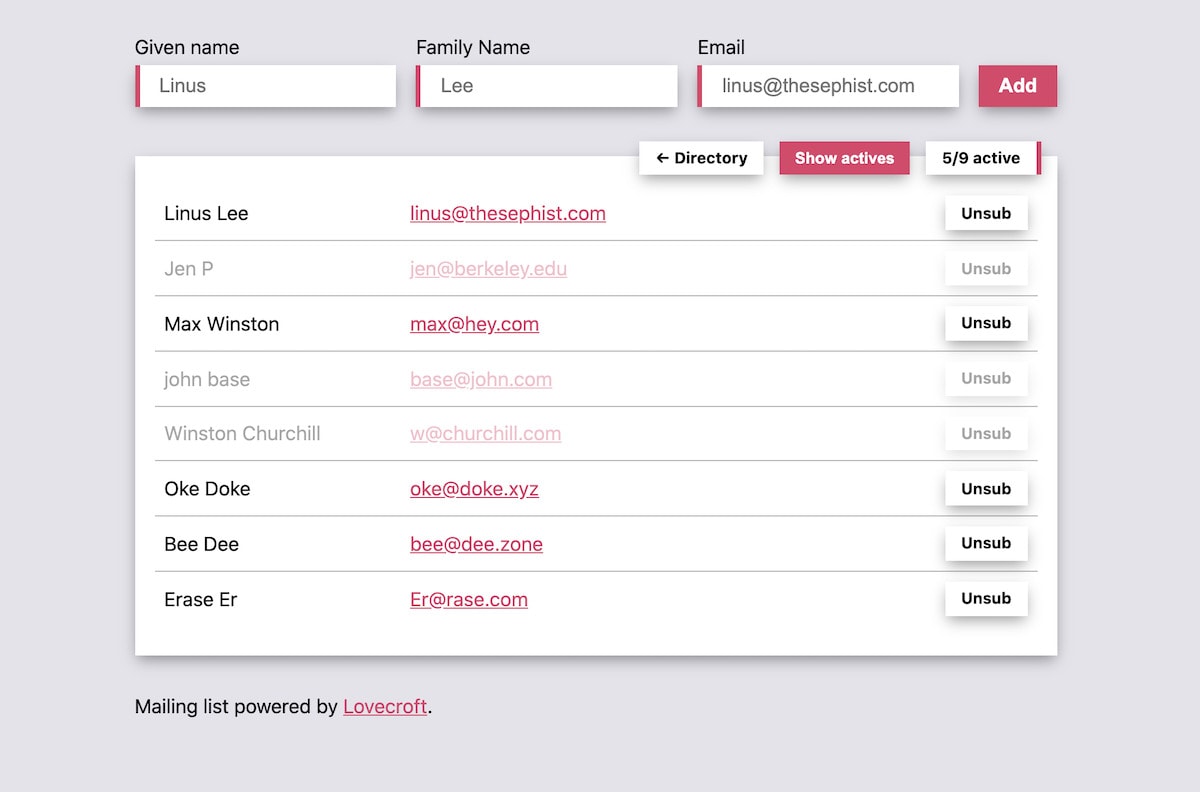 Given name Family Name Email
Linus Lee linus@thesephist.com Add
← Directory Show actives 5/9 active
Linus Lee linus@thesephist.com Unsub
Jen P jen@berkeley.edu Unsub
Max Winston max@hey.com Unsub
john base base@john.com Unsub
Winston Churchill w@churchill.com Unsub
Oke Doke oke@doke.xyz Unsub
Bee Dee bee@dee.zone Unsub
Erase Er Er@rase.com Unsub
Mailing list powered by Lovecroft.